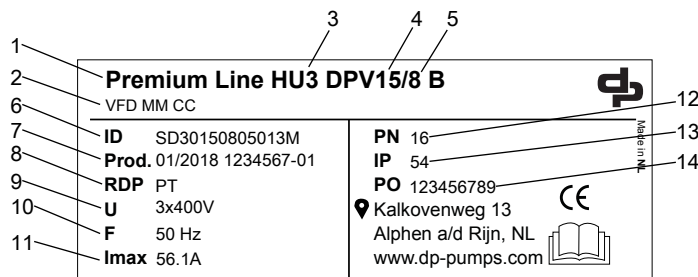 3 4 5
1 Premium Line HU3 DPV15/8 B dp
2 VFD MM CC
6 ID SD30150805013M PN 16 12
7 Prod. 01/2018 1234567-01 IP 54 13
8 RDP PT PO 123456789 14
9 U 3x400V Kalkovenweg 13 CE
10 F 50 Hz Alphen a/d Rijn, NL
11 Imax 56.1A www.dp-pumps.com
Made in NL